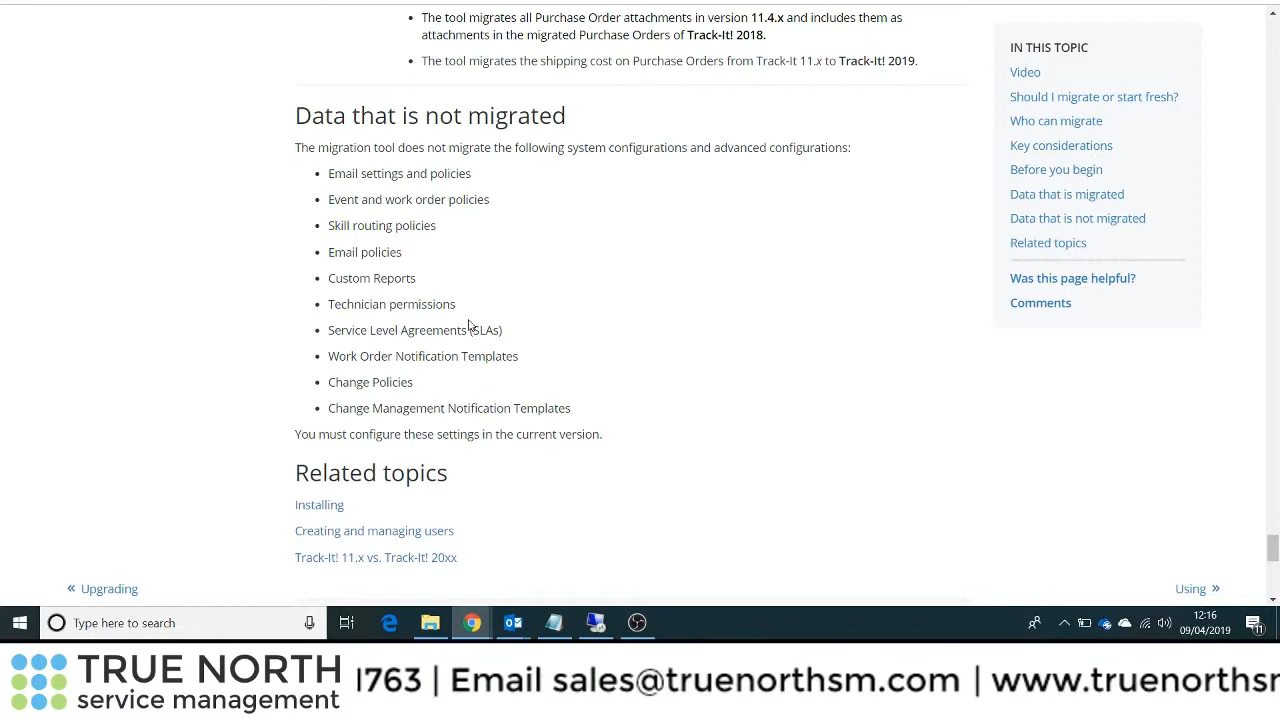 The tool migrates all Purchase Order attachments in version 11.4.x and includes them as
attachments in the migrated Purchase Orders of Track-It! 2018.
The tool migrates the shipping cost on Purchase Orders from Track-It 11.x to Track-It! 2019.
Data that is not migrated
The migration tool does not migrate the following system configurations and advanced configurations:
Email settings and policies
Event and work order policies
Skill routing policies
Email policies
Custom Reports
Technician permissions
Service Level Agreements (SLAs)
Work Order Notification Templates
Change Policies
Change Management Notification Templates
You must configure these settings in the current version.
Related topics
Installing
Creating and managing users
Track-It! 11.x vs. Track-It! 20xx
« Upgrading
Using »
IN THIS TOPIC
Video
Should I migrate or start fresh?
Who can migrate
Key considerations
Before you begin
Data that is migrated
Data that is not migrated
Related topics
Was this page helpful?
Comments
Type here to search
12:16
09/04/2019
11
TRUE NORTH
service management
1763 | Email sales@truenorthsm.com | www.truenorths